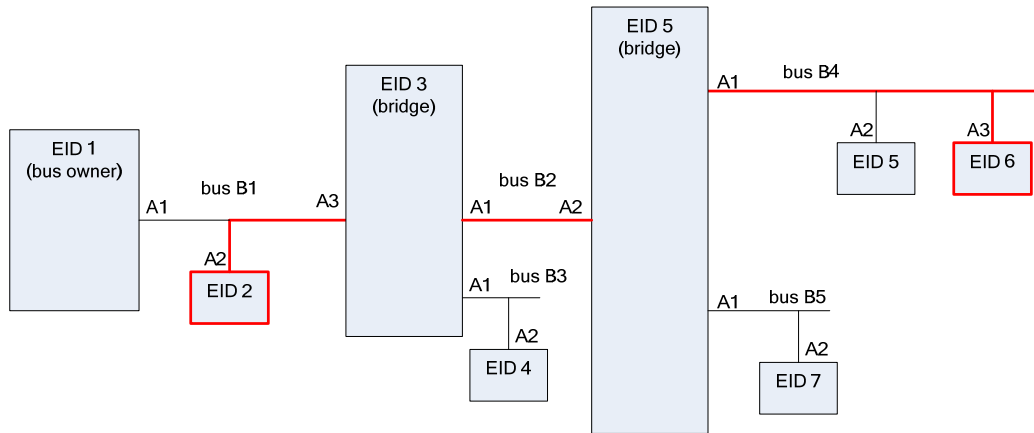 EID 1
(bus owner)
A1
bus B1
A2
EID 2
A3
EID 3
(bridge)
A1
bus B2
A2
A1
bus B3
A2
EID 4
EID 5
(bridge)
A1
bus B4
A2
EID 5
A3
EID 6
A1
bus B5
A2
EID 7